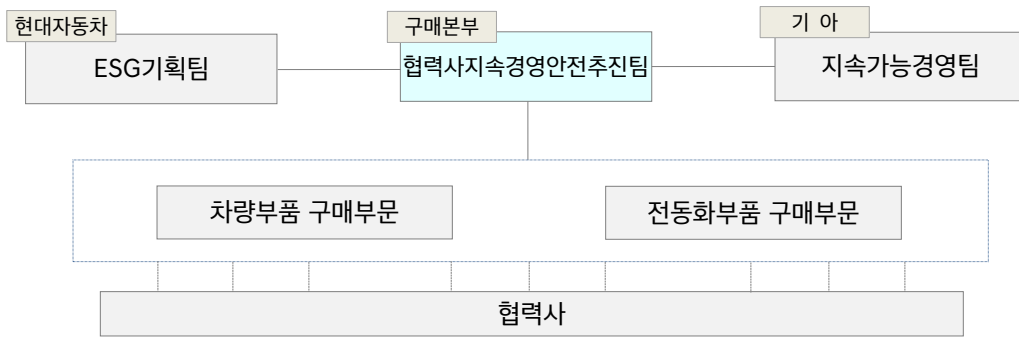 현대자동차
ESG기획팀
구매본부
협력사지속경영안전추진팀
기 아
지속가능경영팀
차량부품 구매부문
전동화부품 구매부문
협력사